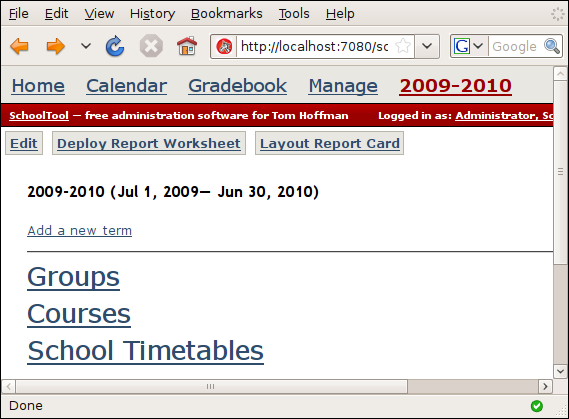 File Edit View History Bookmarks Tools Help
http://localhost:7080/sc G Google
Home Calendar Gradebook Manage 2009-2010
SchoolTool — free administration software for Tom Hoffman Logged in as: Administrator, Sc
Edit Deploy Report Worksheet Layout Report Card
2009-2010 (Jul 1, 2009— Jun 30, 2010)
Add a new term
Groups
Courses
School Timetables
Done